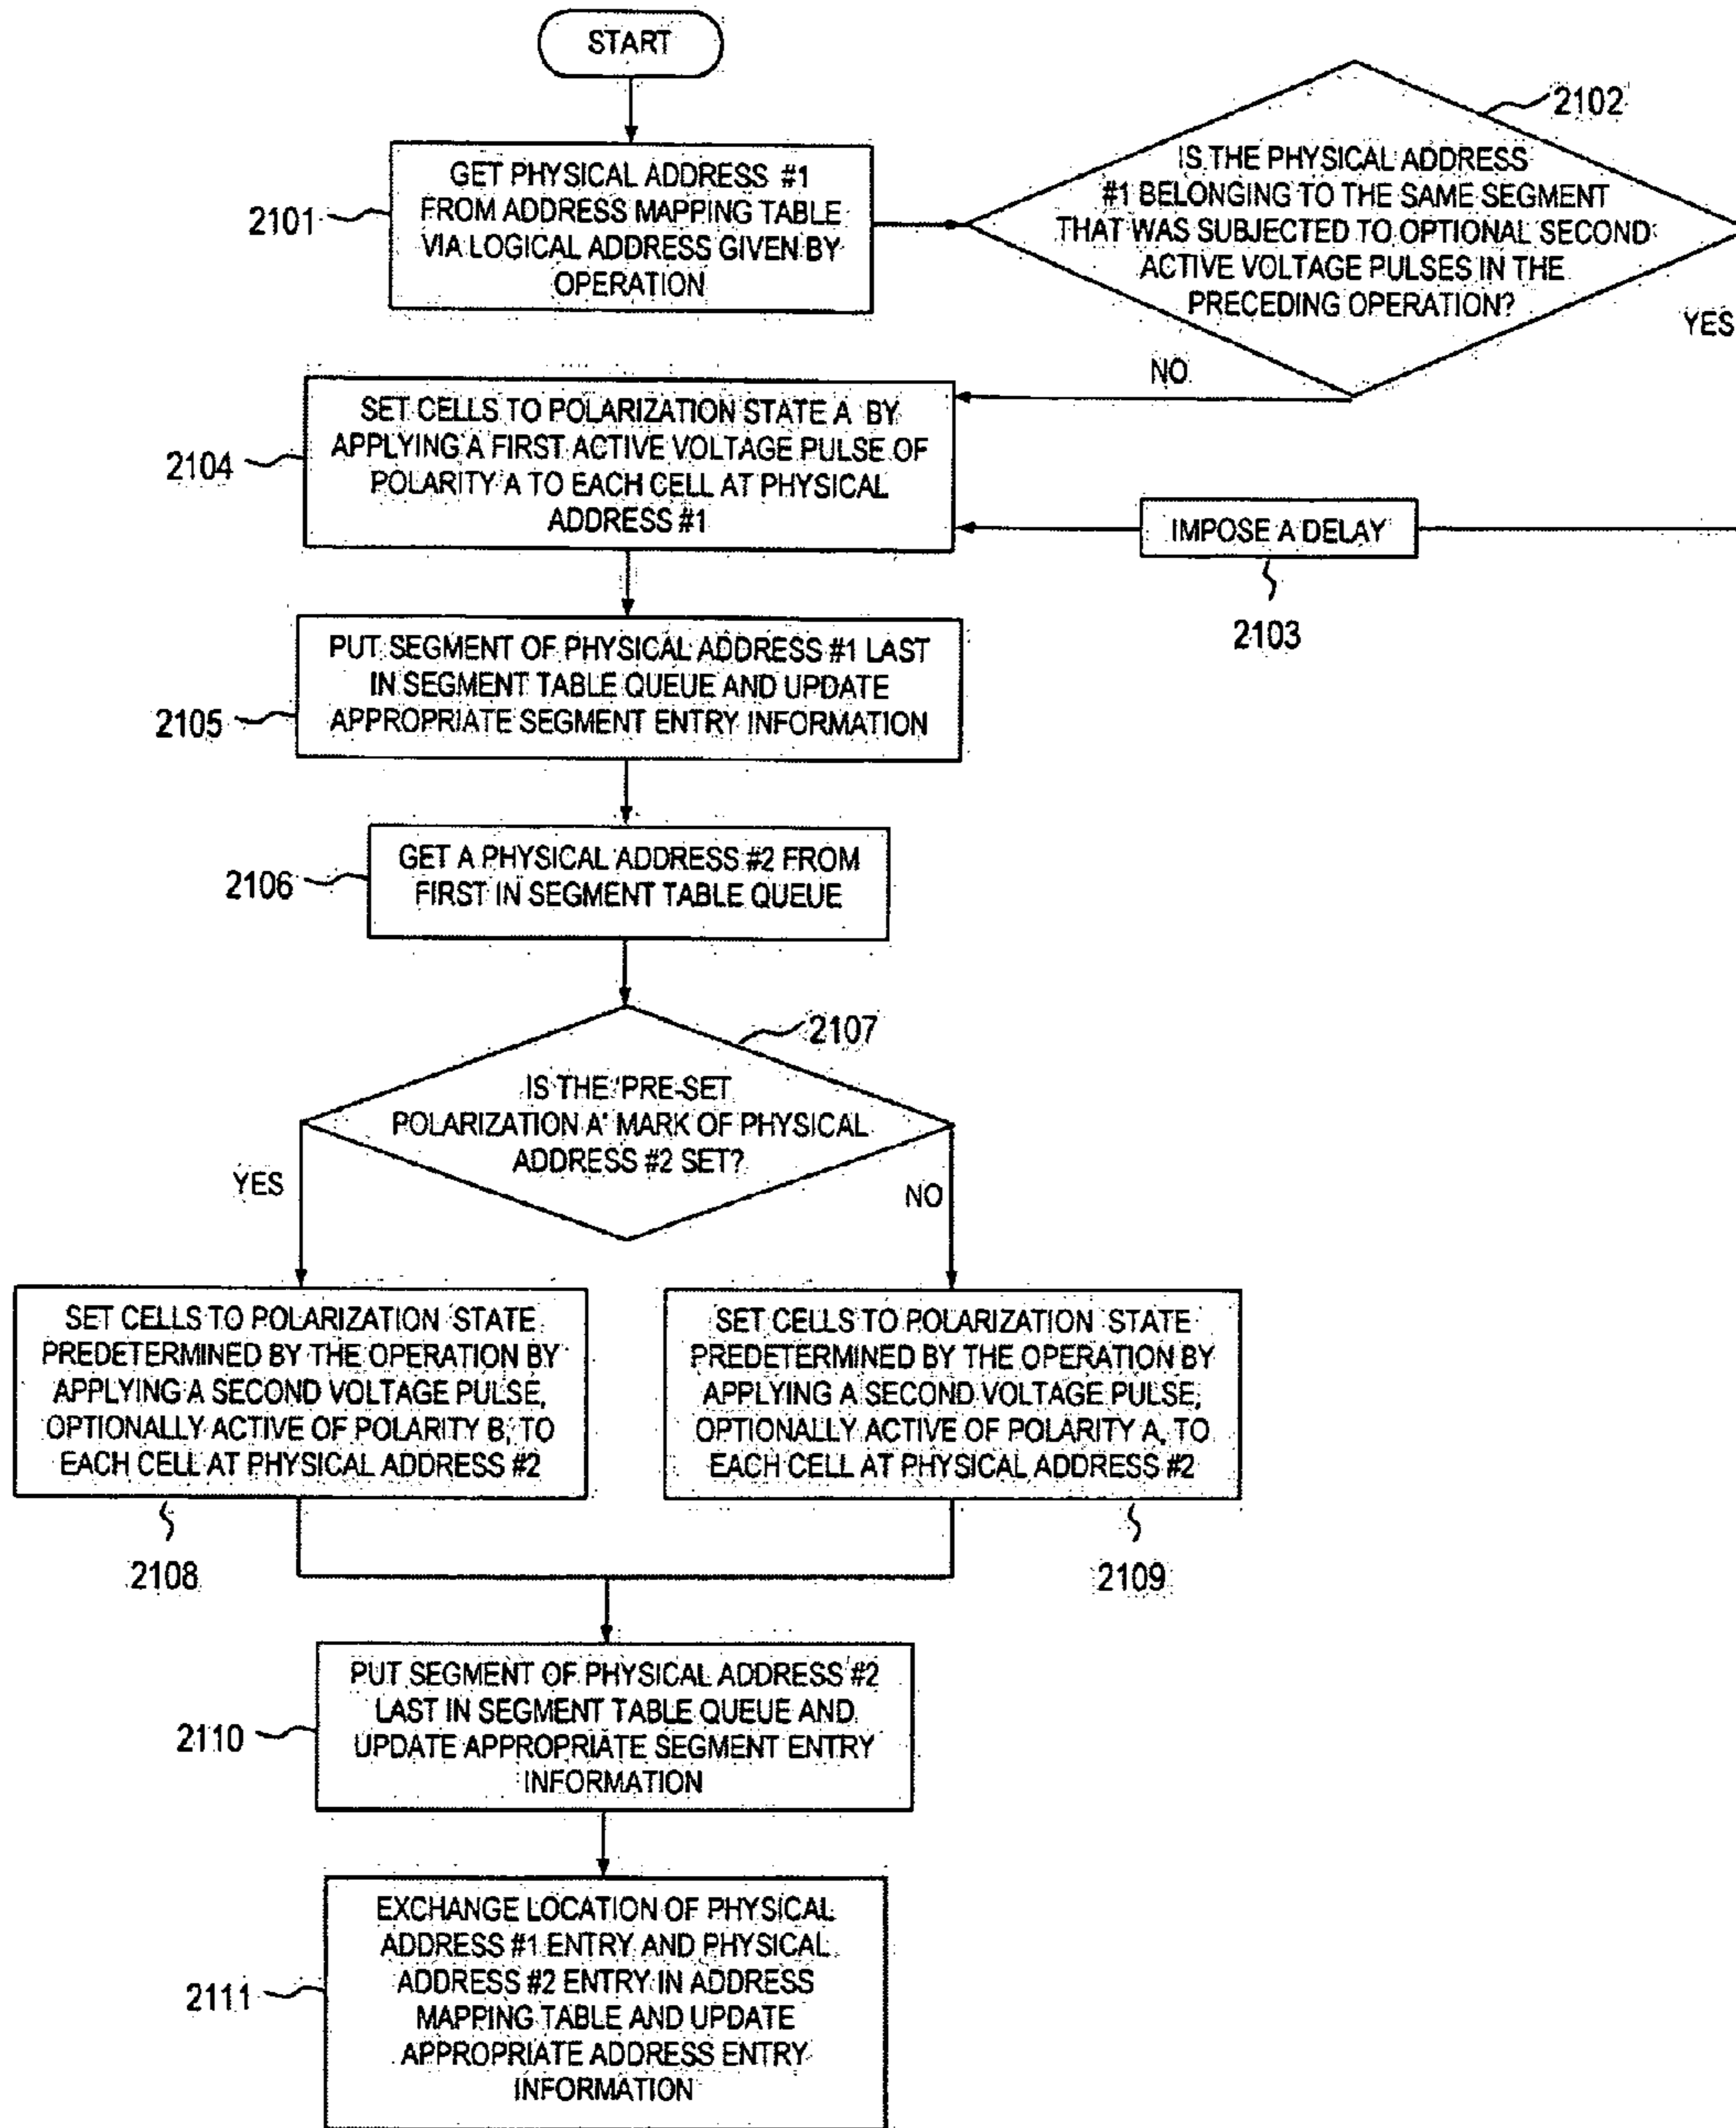 START
GET PHYSICAL ADDRESS #1
FROM ADDRESS MAPPING TABLE
VIA LOGICAL ADDRESS GIVEN BY
OPERATION
2101
2102
IS THE PHYSICAL ADDRESS
#1 BELONGING TO THE SAME SEGMENT
THAT WAS SUBJECTED TO OPTIONAL SECOND
ACTIVE VOLTAGE PULSES IN THE
PRECEDING OPERATION?
YES
NO
SET CELLS TO POLARIZATION STATE A BY
APPLYING A FIRST ACTIVE VOLTAGE PULSE OF
POLARITY A TO EACH CELL AT PHYSICAL
ADDRESS #1
2104
IMPOSE A DELAY
2103
PUT SEGMENT OF PHYSICAL ADDRESS #1 LAST
IN SEGMENT TABLE QUEUE AND UPDATE
APPROPRIATE SEGMENT ENTRY INFORMATION
2105
GET A PHYSICAL ADDRESS #2 FROM
FIRST IN SEGMENT TABLE QUEUE
2106
2107
IS THE 'PRE-SET
POLARIZATION A' MARK OF PHYSICAL
ADDRESS #2 SET?
YES
NO
SET CELLS TO POLARIZATION STATE
PREDETERMINED BY THE OPERATION BY
APPLYING A SECOND VOLTAGE PULSE,
OPTIONALLY ACTIVE OF POLARITY B, TO
EACH CELL AT PHYSICAL ADDRESS #2
2108
SET CELLS TO POLARIZATION STATE
PREDETERMINED BY THE OPERATION BY
APPLYING A SECOND VOLTAGE PULSE,
OPTIONALLY ACTIVE OF POLARITY A, TO
EACH CELL AT PHYSICAL ADDRESS #2
2109
PUT SEGMENT OF PHYSICAL ADDRESS #2
LAST IN SEGMENT TABLE QUEUE AND
UPDATE APPROPRIATE SEGMENT ENTRY
INFORMATION
2110
EXCHANGE LOCATION OF PHYSICAL
ADDRESS #1 ENTRY AND PHYSICAL
ADDRESS #2 ENTRY IN ADDRESS
MAPPING TABLE AND UPDATE
APPROPRIATE ADDRESS ENTRY
INFORMATION
2111